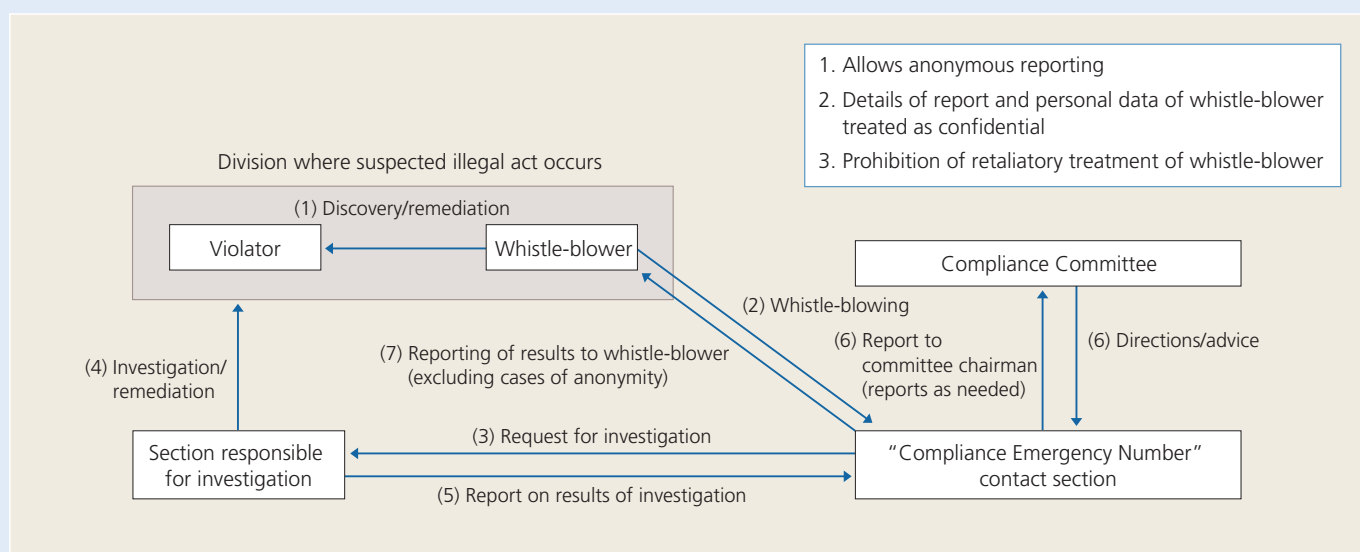 1. Allows anonymous reporting
2. Details of report and personal data of whistle-blower
treated as confidential
3. Prohibition of retaliatory treatment of whistle-blower
Division where suspected illegal act occurs
(1) Discovery/remediation
Violator
Whistle-blower
Compliance Committee
(2) Whistle-blowing
(7) Reporting of results to whistle-blower
(excluding cases of anonymity)
(6) Report to
committee chairman
(reports as needed)
(6) Directions/advice
(4) Investigation/
remediation
(3) Request for investigation
Section responsible
for investigation
“Compliance Emergency Number”
contact section
(5) Report on results of investigation